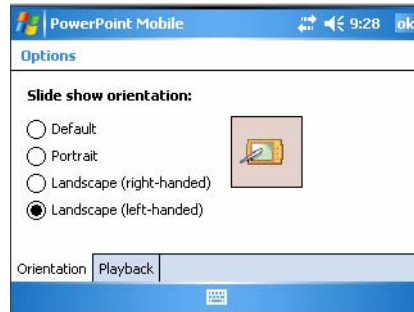 PowerPoint Mobile 9:28 ok
Options
Slide show orientation:
Default
Portrait
Landscape (right-handed)
Landscape (left-handed)
Orientation Playback